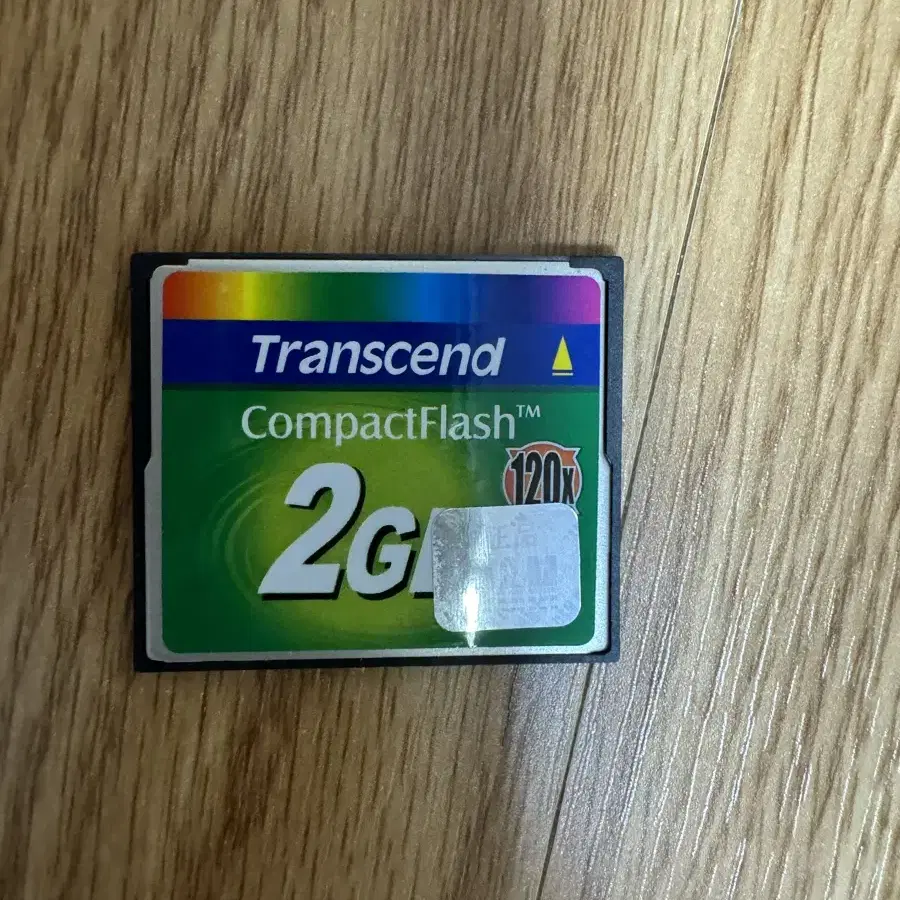 Transcend
CompactFlash™
120x
2G